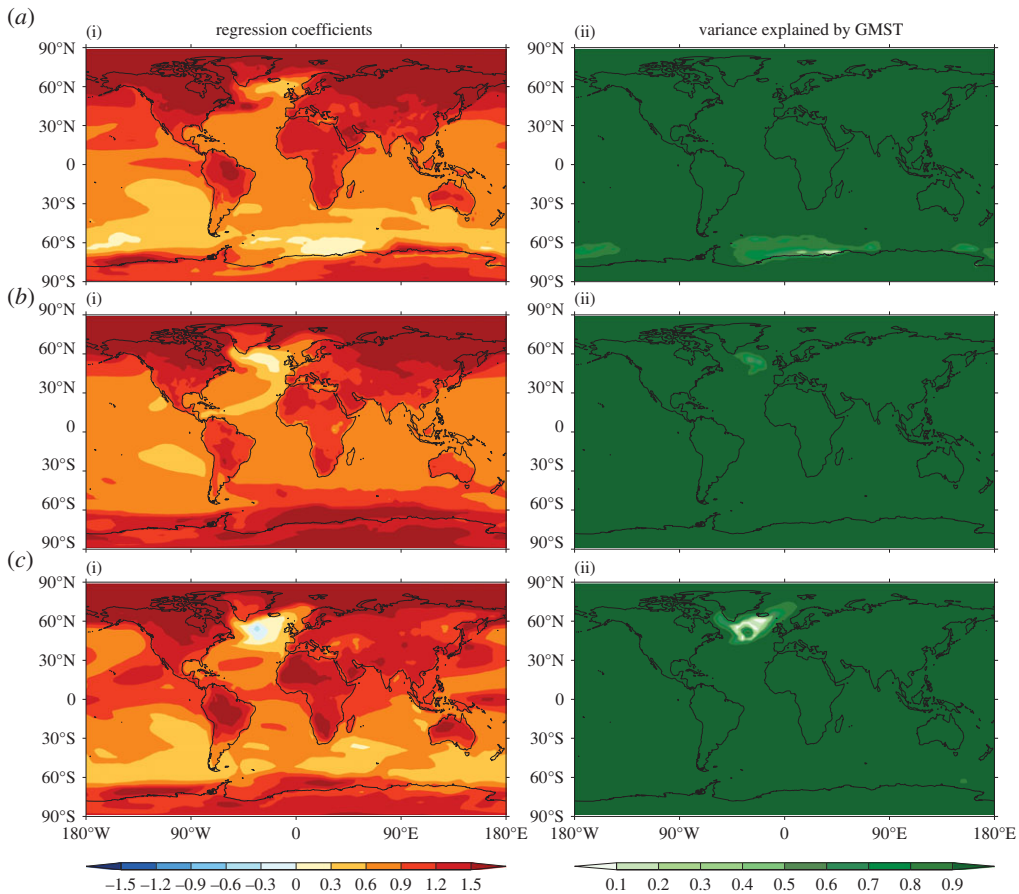 (a)
(i) regression coefficients
(ii) variance explained by GMST
90°N 90°N
60°N 60°N
30°N 30°N
0 0
30°S 30°S
60°S 60°S
90°S 90°S
(b)
(i) (ii)
90°N 90°N
60°N 60°N
30°N 30°N
0 0
30°S 30°S
60°S 60°S
90°S 90°S
(c)
(i) (ii)
90°N 90°N
60°N 60°N
30°N 30°N
0 0
30°S 30°S
60°S 60°S
90°S 90°S
180°W 90°W 0 90°E 180°E 180°W 90°W 0 90°E 180°E
–1.5 –1.2 –0.9 –0.6 –0.3 0 0.3 0.6 0.9 1.2 1.5 0.1 0.2 0.3 0.4 0.5 0.6 0.7 0.8 0.9